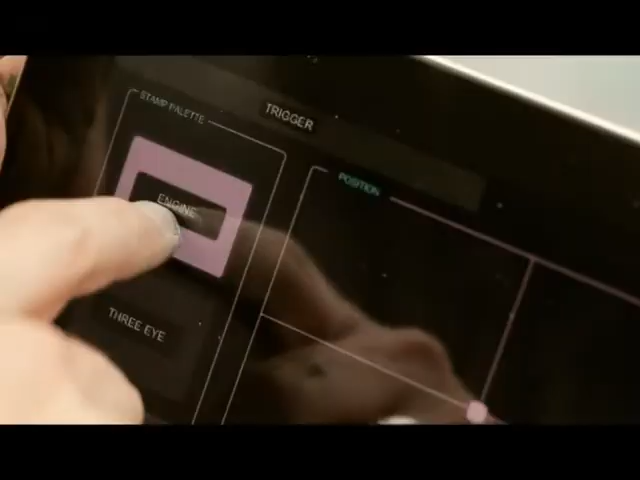 TRIGGER
STAMP PALETTE
POSITION
ENGINE
THREE EYE